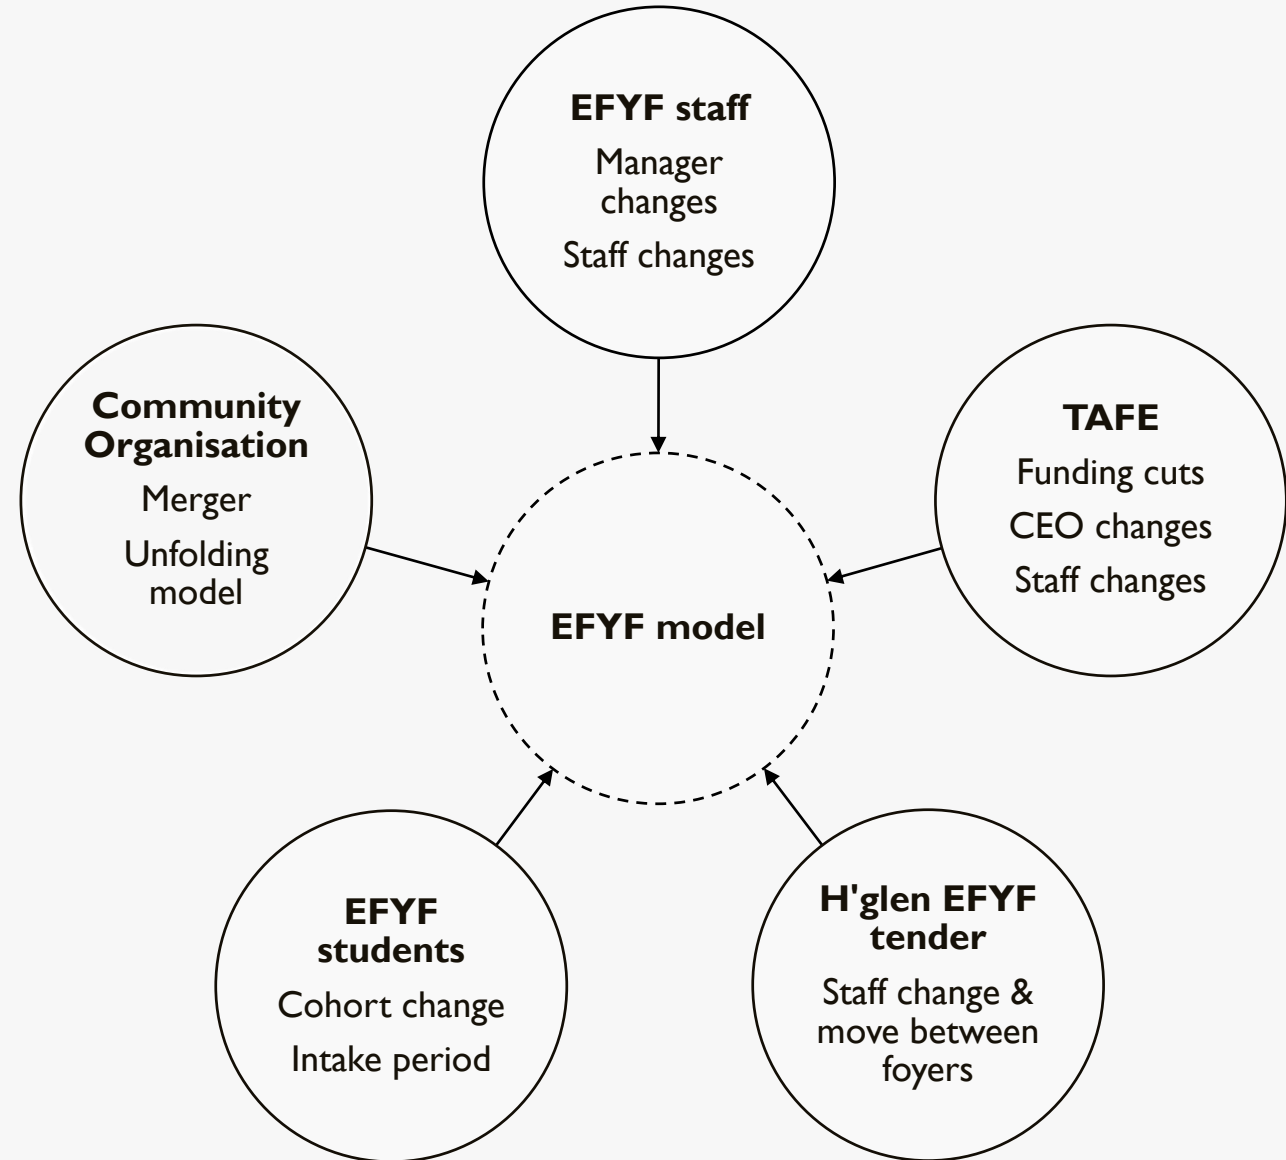 EFYF staff
Manager
changes
Staff changes
Community
Organisation
Merger
Unfolding
model
TAFE
Funding cuts
CEO changes
Staff changes
EFYF model
EFYF
students
Cohort change
Intake period
H'glen EFYF
tender
Staff change &
move between
foyers